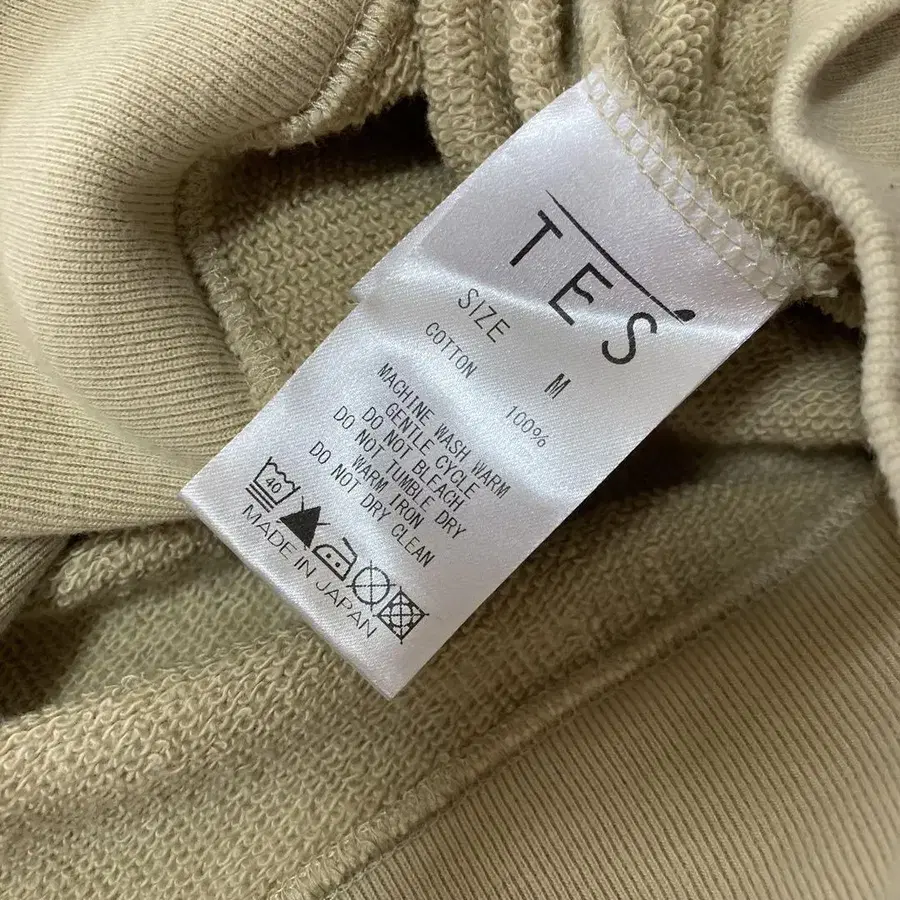 TES
SIZE M
COTTON 100%
MACHINE WASH WARM
GENTLE CYCLE
DO NOT BLEACH
DO NOT TUMBLE DRY
WARM IRON
DO NOT DRY CLEAN
40
MADE IN JAPAN